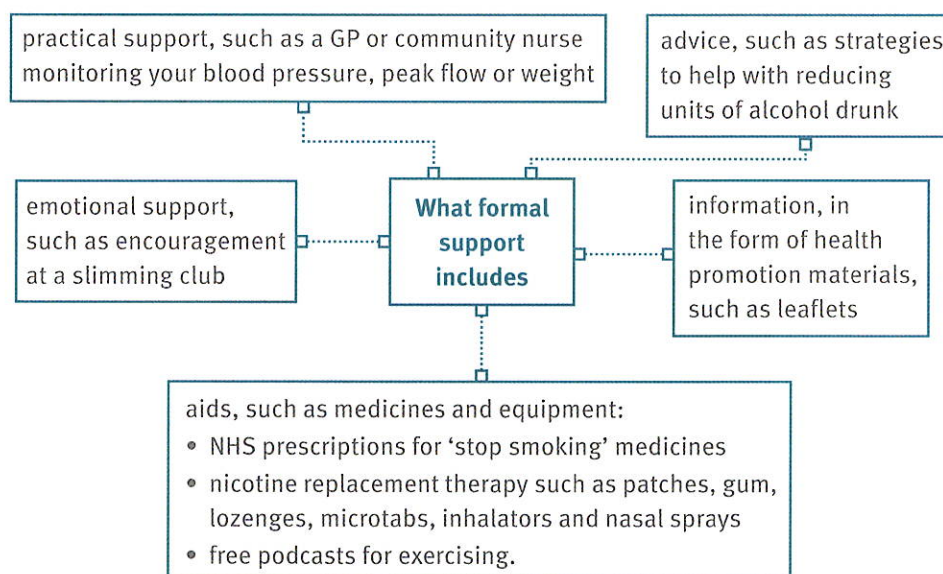 practical support, such as a GP or community nurse
monitoring your blood pressure, peak flow or weight
advice, such as strategies
to help with reducing
units of alcohol drunk
emotional support,
such as encouragement
at a slimming club
What formal
support
includes
information, in
the form of health
promotion materials,
such as leaflets
aids, such as medicines and equipment:
• NHS prescriptions for ‘stop smoking’ medicines
• nicotine replacement therapy such as patches, gum,
lozenges, microtabs, inhalators and nasal sprays
• free podcasts for exercising.